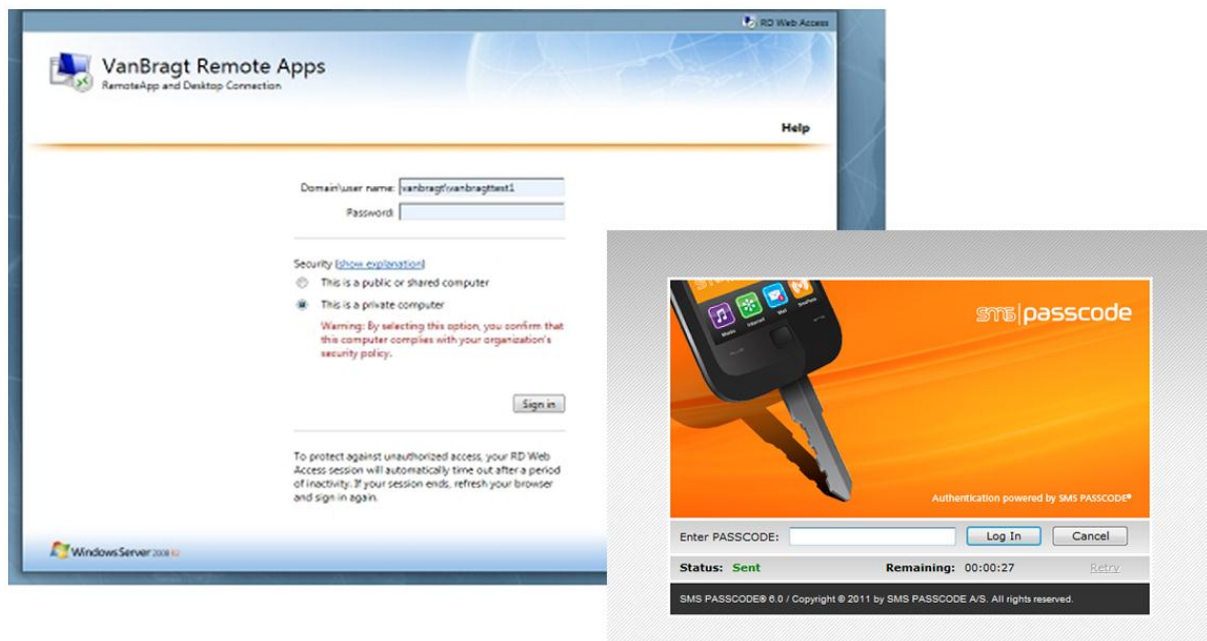 RD Web Access
VanBragt Remote Apps
RemoteApp and Desktop Connection
Help
Domain\user name: vanbragt\vanbragttest1
Password:
Security (show explanation)
This is a public or shared computer
This is a private computer
Warning: By selecting this option, you confirm that
this computer complies with your organization's
security policy.
Sign in
To protect against unauthorized access, your RD Web
Access session will automatically time out after a period
of inactivity. If your session ends, refresh your browser
and sign in again.
Windows Server 2008 R2
Music
Internet
Mail
sms|passcode
Authentication powered by SMS PASSCODE®
Enter PASSCODE:
Log In
Cancel
Status: Sent
Remaining: 00:00:27
Retry
SMS PASSCODE® 6.0 / Copyright © 2011 by SMS PASSCODE A/S. All rights reserved.